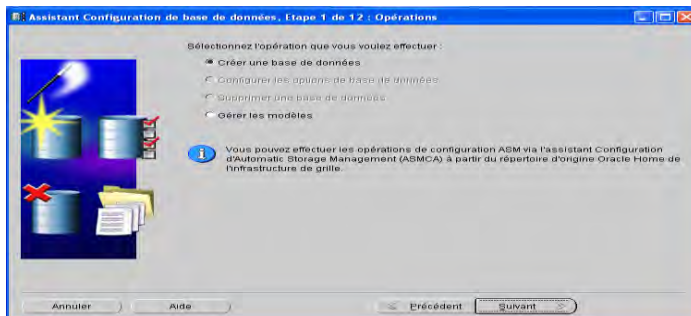 Assistant Configuration de base de données, Etape 1 de 12 : Opérations
Sélectionnez l'opération que vous voulez effectuer :
Créer une base de données
Configurer les options de base de données
Supprimer une base de données
Gérer les modèles
Vous pouvez effectuer les opérations de configuration ASM via l'assistant Configuration
d'Automatic Storage Management (ASMCA) à partir du répertoire d'origine Oracle Home de
l'infrastructure de grille.
Annuler
Aide
Précédent
Suivant